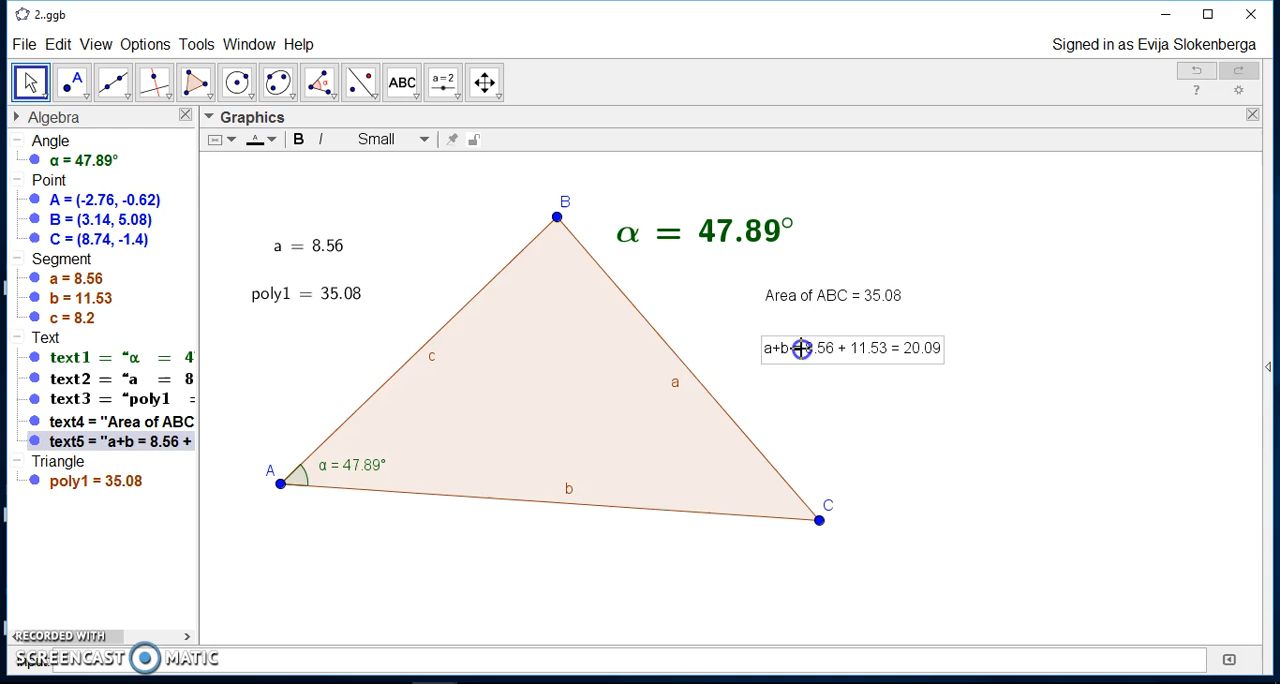 2..ggb
File Edit View Options Tools Window Help
Signed in as Evija Slokenberga
A
α
ABC
a=2
?
Algebra
Graphics
A B I Small
Angle
α = 47.89°
Point
A = (-2.76, -0.62)
B = (3.14, 5.08)
C = (8.74, -1.4)
Segment
a = 8.56
b = 11.53
c = 8.2
Text
text1 = “α = 4
text2 = “a = 8
text3 = “poly1 =
text4 = "Area of ABC
text5 = "a+b = 8.56 +
Triangle
poly1 = 35.08
B
α = 47.89°
a = 8.56
poly1 = 35.08
Area of ABC = 35.08
a+b 8.56 + 11.53 = 20.09
c
a
A
α = 47.89°
b
C
RECORDED WITH
SCREENCAST MATIC